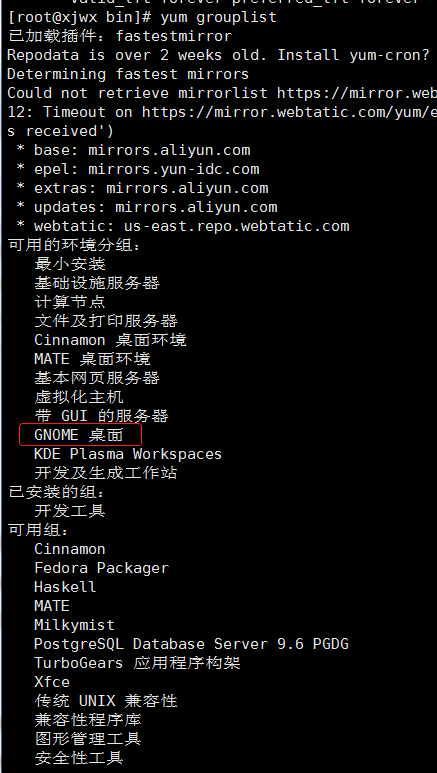 [root@xjwx bin]# yum grouplist
已加载插件：fastestmirror
Repodata is over 2 weeks old. Install yum-cron?
Determining fastest mirrors
Could not retrieve mirrorlist https://mirror.web
12: Timeout on https://mirror.webtatic.com/yum/e
s received')
* base: mirrors.aliyun.com
* epel: mirrors.yun-idc.com
* extras: mirrors.aliyun.com
* updates: mirrors.aliyun.com
* webtatic: us-east.repo.webtatic.com
可用的环境分组：
最小安装
基础设施服务器
计算节点
文件及打印服务器
Cinnamon 桌面环境
MATE 桌面环境
基本网页服务器
虚拟化主机
带 GUI 的服务器
GNOME 桌面
KDE Plasma Workspaces
开发及生成工作站
已安装的组：
开发工具
可用组：
Cinnamon
Fedora Packager
Haskell
MATE
Milkymist
PostgreSQL Database Server 9.6 PGDG
TurboGears 应用程序构架
Xfce
传统 UNIX 兼容性
兼容性程序库
图形管理工具
安全性工具